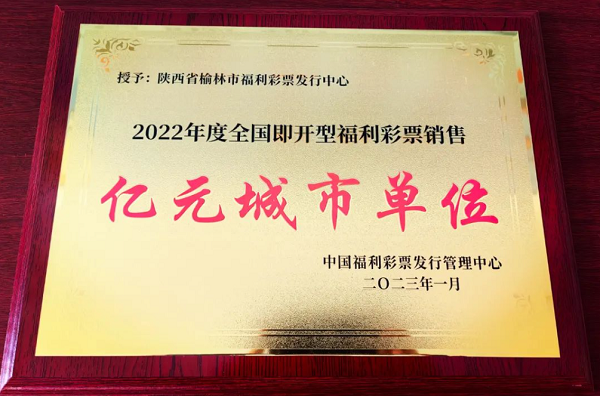 授予：陕西省榆林市福利彩票发行中心
2022年度全国即开型福利彩票销售
亿元城市单位
中国福利彩票发行管理中心
二〇二三年一月